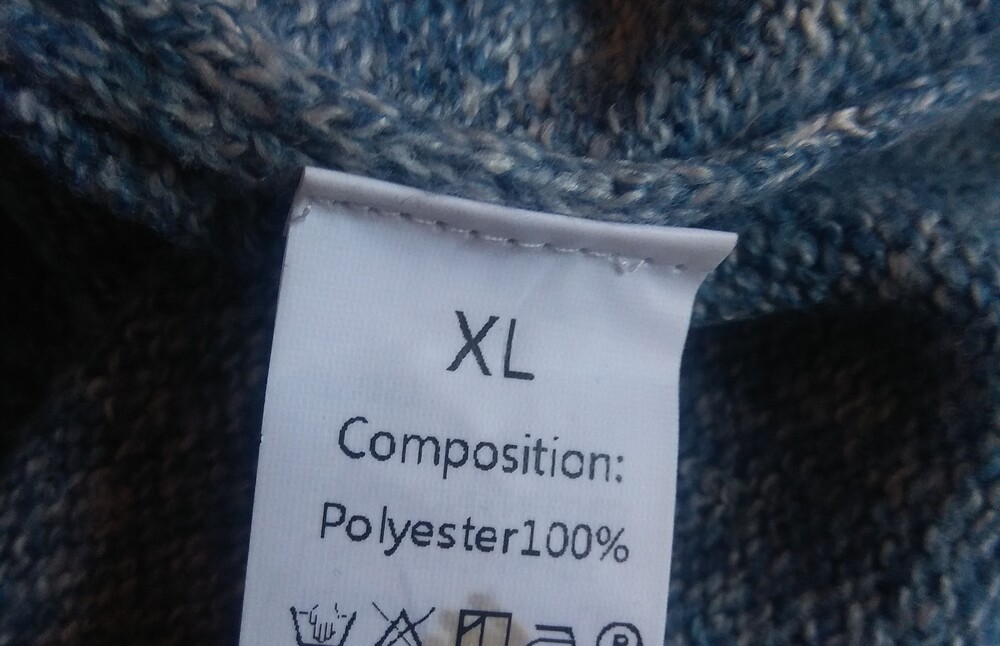 XL
Composition:
Polyester100%
P